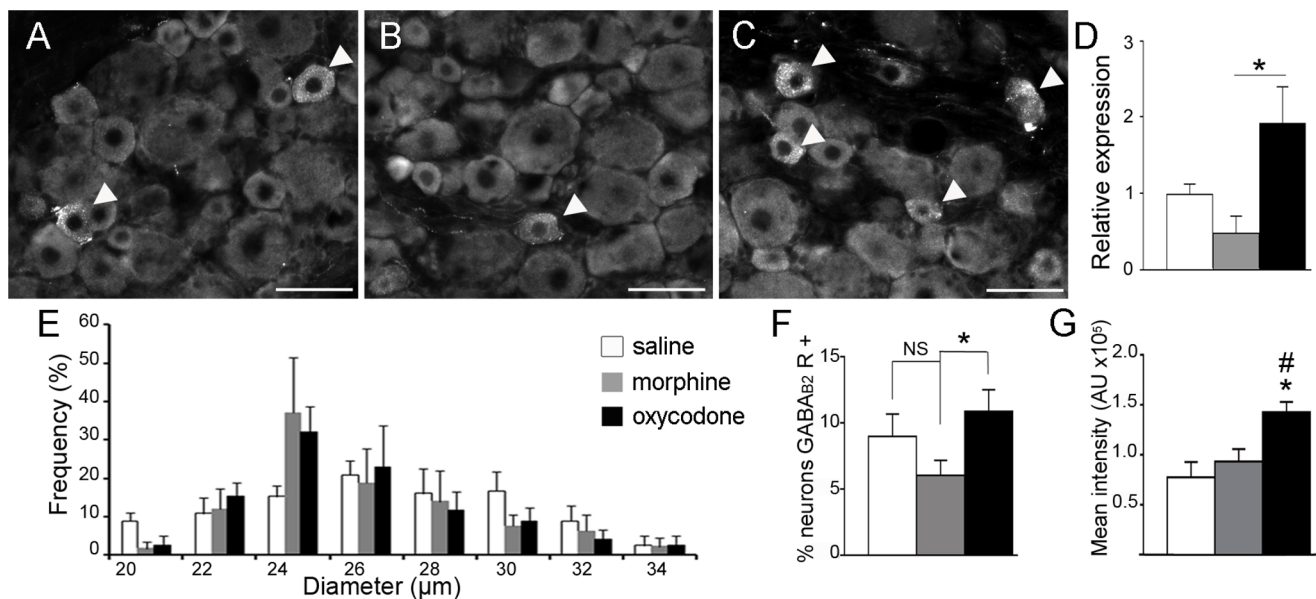 A
B
C
D
3
2
1
0
Relative expression
*
E
60
50
40
30
20
10
0
Frequency (%)
20 22 24 26 28 30 32 34
Diameter (μm)
saline
morphine
oxycodone
F
15
10
5
0
% neurons GABAB2 R +
NS
*
G
2.0
1.5
1.0
0.5
Mean intensity (AU x10⁵)
#
*